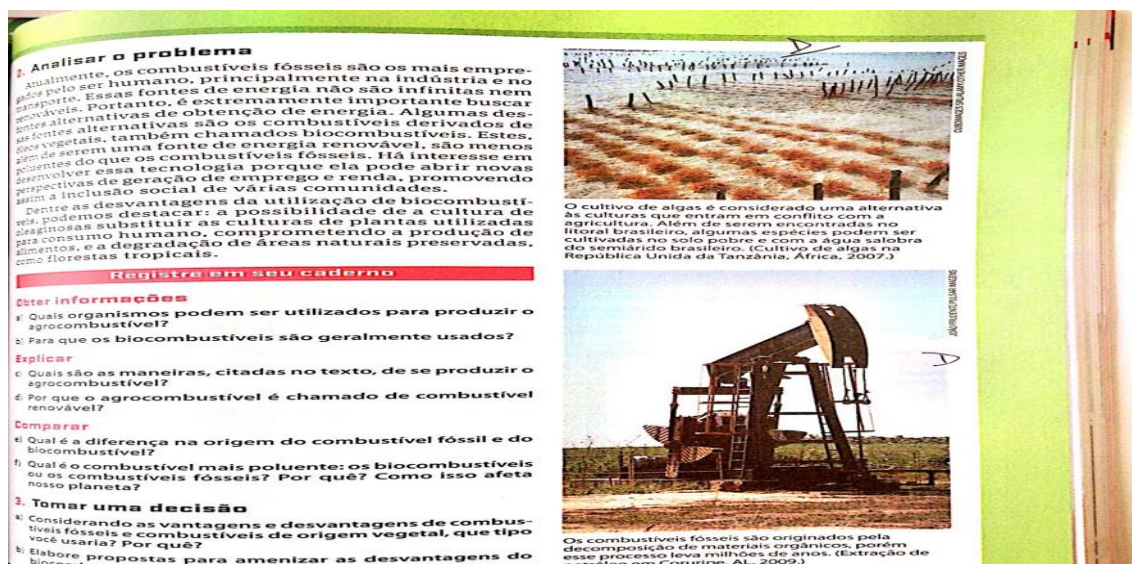 2. Analisar o problema
Atualmente, os combustíveis fósseis são os mais empre-
gados pelo ser humano, principalmente na indústria e no
transporte. Essas fontes de energia não são infinitas nem
renováveis. Portanto, é extremamente importante buscar
fontes alternativas de obtenção de energia. Algumas des-
sas fontes alternativas são os combustíveis derivados de
óleos vegetais, também chamados biocombustíveis. Estes,
além de serem uma fonte de energia renovável, são menos
poluentes do que os combustíveis fósseis. Há interesse em
desenvolver essa tecnologia porque ela pode abrir novas
perspectivas de geração de emprego e renda, promovendo
assim a inclusão social de várias comunidades.
Dentre as desvantagens da utilização de biocombustí-
veis, podemos destacar: a possibilidade de a cultura de
oleaginosas substituir as culturas de plantas utilizadas
para consumo humano, comprometendo a produção de
alimentos, e a degradação de áreas naturais preservadas,
como florestas tropicais.
Registre em seu caderno
Obter informações
a) Quais organismos podem ser utilizados para produzir o
agrocombustível?
b) Para que os biocombustíveis são geralmente usados?
Explicar
c) Quais são as maneiras, citadas no texto, de se produzir o
agrocombustível?
d) Por que o agrocombustível é chamado de combustível
renovável?
Comparar
e) Qual é a diferença na origem do combustível fóssil e do
biocombustível?
f) Qual é o combustível mais poluente: os biocombustíveis
ou os combustíveis fósseis? Por quê? Como isso afeta
nosso planeta?
3. Tomar uma decisão
a) Considerando as vantagens e desvantagens de combus-
tíveis fósseis e combustíveis de origem vegetal, que tipo
você usaria? Por quê?
b) Elabore propostas para amenizar as desvantagens do
O cultivo de algas é considerado uma alternativa
às culturas que entram em conflito com a
agricultura. Além de serem encontradas no
litoral brasileiro, algumas espécies podem ser
cultivadas no solo pobre e com a água salobra
do semiárido brasileiro. (Cultivo de algas na
República Unida da Tanzânia, África, 2007.)
Os combustíveis fósseis são originados pela
decomposição de materiais orgânicos, porém
esse processo leva milhões de anos. (Extração de
petróleo em Coruripe, AL, 2009.)